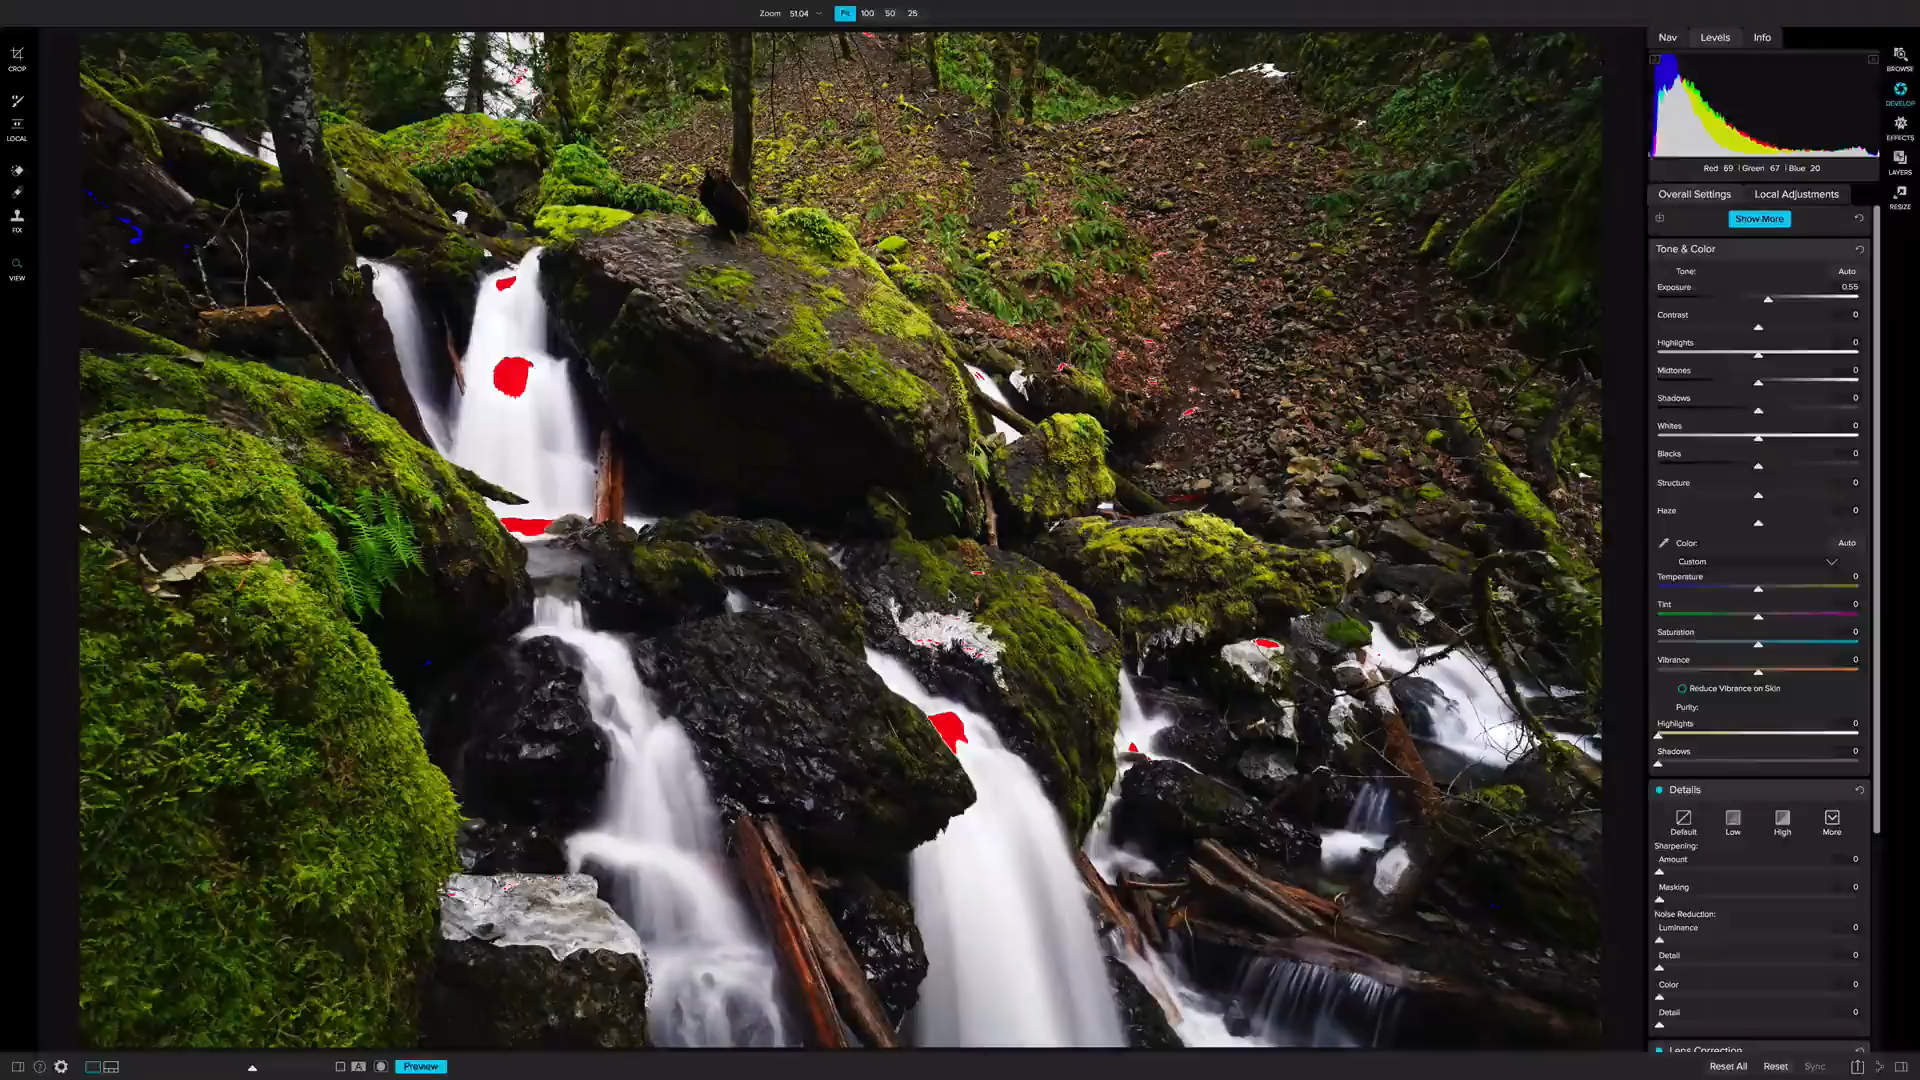 Zoom 51.04 Fit 100 50 25
Nav Levels Info
CROP
LOCAL
FIX
VIEW
BROWSE
DEVELOP
EFFECTS
LAYERS
RESIZE
Red 69 Green 67 Blue 20
Overall Settings Local Adjustments
Show More
Tone & Color
Tone: Auto
Exposure 0.55
Contrast 0
Highlights 0
Midtones 0
Shadows 0
Whites 0
Blacks 0
Structure 0
Haze 0
Color: Auto
Custom
Temperature 0
Tint 0
Saturation 0
Vibrance 0
Reduce Vibrance on Skin
Purity:
Highlights 0
Shadows 0
Details
Default Low High More
Sharpening:
Amount 0
Masking 0
Noise Reduction:
Luminance 0
Detail 0
Color 0
Detail 0
Lens Correction
? A Preview
Reset All Reset Sync